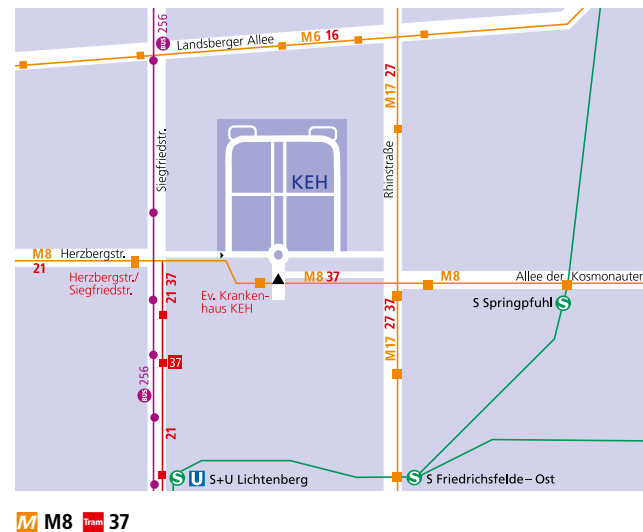 BUS 256
Landsberger Allee
M6 16
M17 27
Siegfriedstr.
Rhinstraße
KEH
M8
21
Herzbergstr.
Herzbergstr./
Siegfriedstr.
21 37
Ev. Kranken-
haus KEH
M8 37
M8
Allee der Kosmonauten
S Springpfuhl S
M17 27 37
37
BUS 256
21
S U S+U Lichtenberg
S S Friedrichsfelde–Ost
M M8 Tram 37